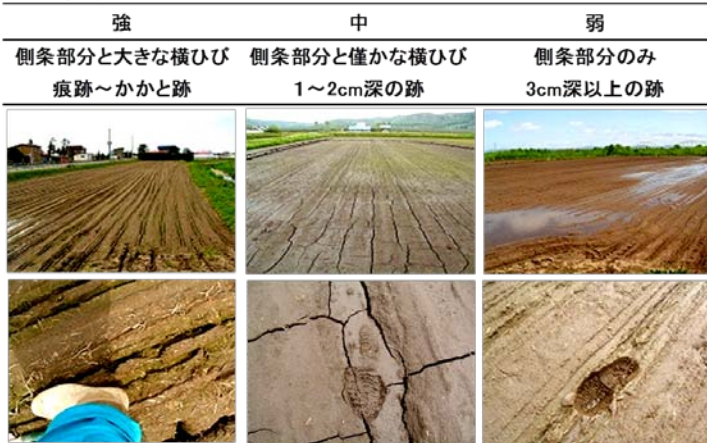 強 中 弱
側条部分と大きな横ひび 側条部分と僅かな横ひび 側条部分のみ
痕跡～かかと跡 1～2cm深の跡 3cm深以上の跡